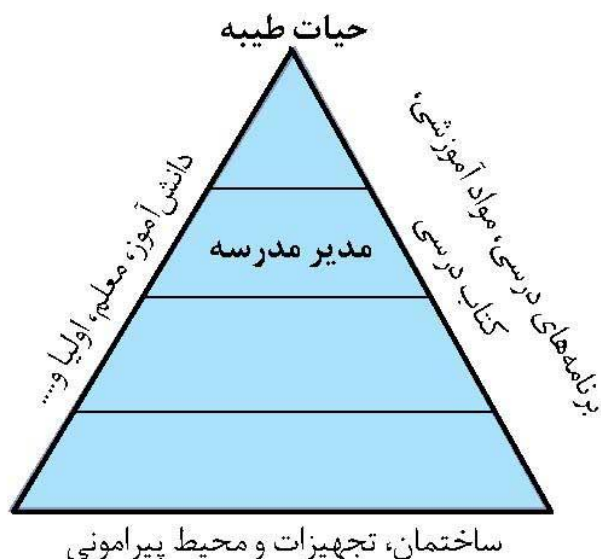 حیات طیبه
برنامه‌های درسی، مواد آموزشی،
کتاب درسی
دانش‌آموز، معلم، اولیا و....
مدیر مدرسه
ساختمان، تجهیزات و محیط پیرامونی